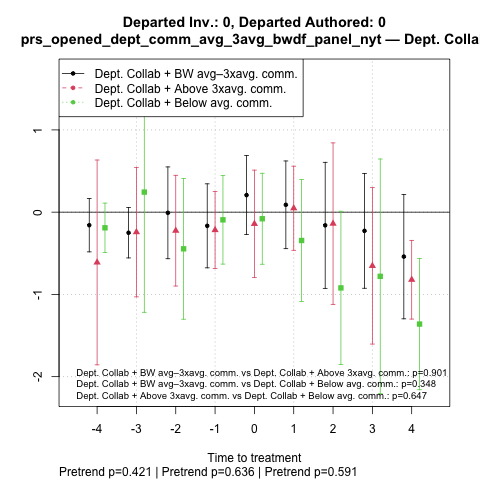 Departed Inv.: 0, Departed Authored: 0
prs_opened_dept_comm_avg_3avg_bwdf_panel_nyt — Dept. Colla
Dept. Collab + BW avg–3xavg. comm.
Dept. Collab + Above 3xavg. comm.
Dept. Collab + Below avg. comm.
1
0
-1
-2
Dept. Collab + BW avg–3xavg. comm. vs Dept. Collab + Above 3xavg. comm.: p=0.901
Dept. Collab + BW avg–3xavg. comm. vs Dept. Collab + Below avg. comm.: p=0.348
Dept. Collab + Above 3xavg. comm. vs Dept. Collab + Below avg. comm.: p=0.647
-4 -3 -2 -1 0 1 2 3 4
Time to treatment
Pretrend p=0.421 | Pretrend p=0.636 | Pretrend p=0.591